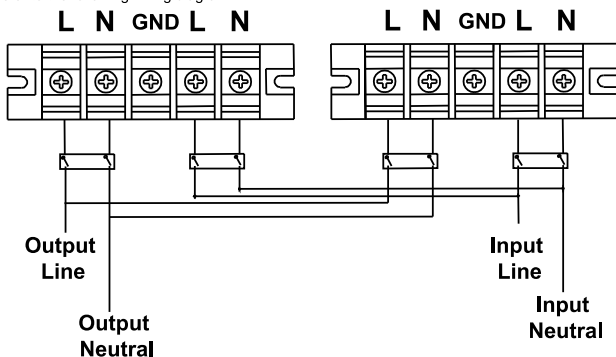 L N GND L N
L N GND L N
Output
Line
Output
Neutral
Input
Line
Input
Neutral